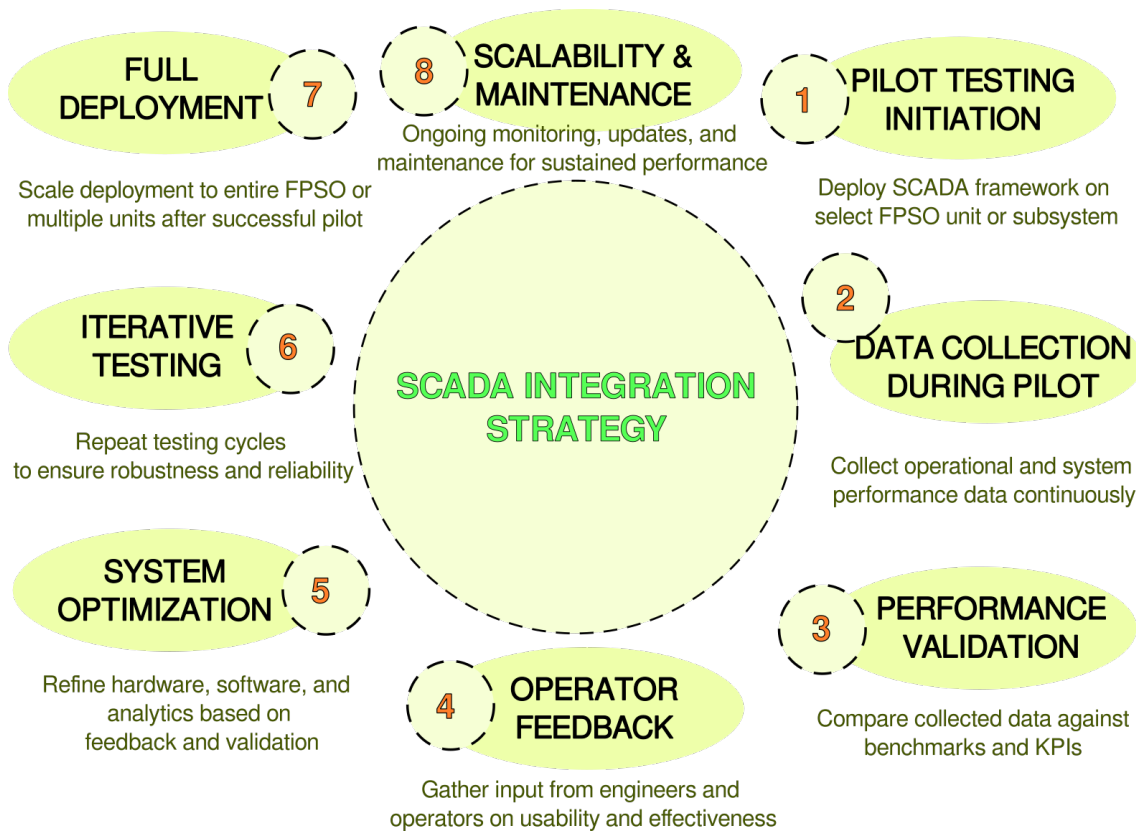 SCADA INTEGRATION
STRATEGY
1
PILOT TESTING
INITIATION
Deploy SCADA framework on
select FPSO unit or subsystem
2
DATA COLLECTION
DURING PILOT
Collect operational and system
performance data continuously
3
PERFORMANCE
VALIDATION
Compare collected data against
benchmarks and KPIs
4
OPERATOR
FEEDBACK
Gather input from engineers and
operators on usability and effectiveness
5
SYSTEM
OPTIMIZATION
Refine hardware, software, and
analytics based on
feedback and validation
6
ITERATIVE
TESTING
Repeat testing cycles
to ensure robustness and reliability
7
FULL
DEPLOYMENT
Scale deployment to entire FPSO or
multiple units after successful pilot
8
SCALABILITY &
MAINTENANCE
Ongoing monitoring, updates, and
maintenance for sustained performance